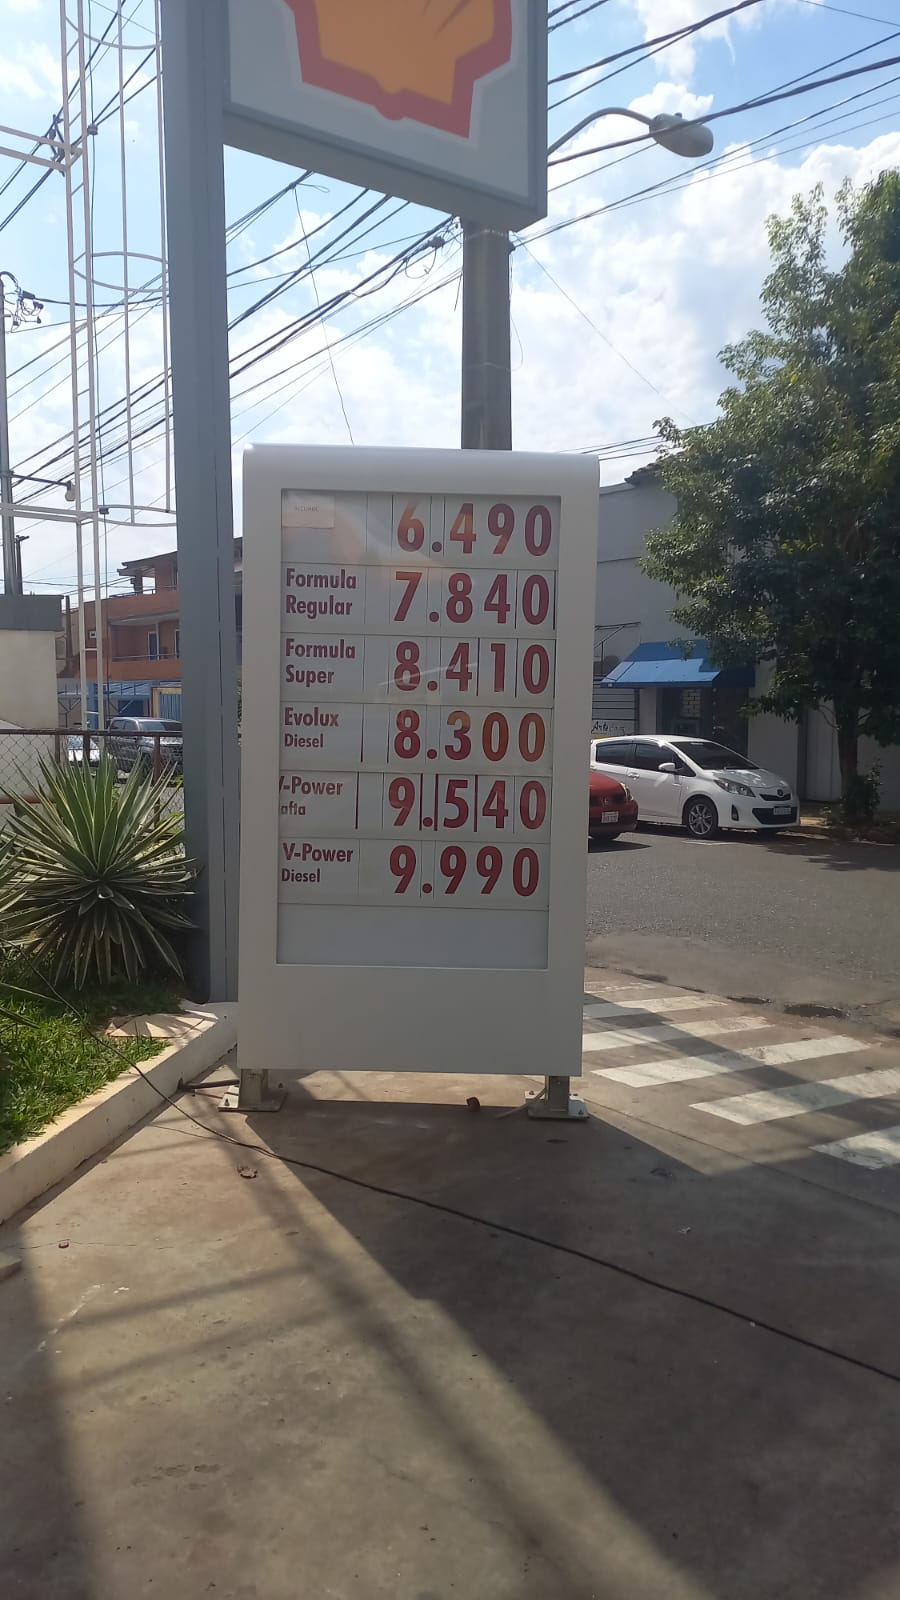 6.490
Formula
Regular 7.840
Formula
Super 8.410
Evolux
Diesel 8.300
V-Power
afta 9.540
V-Power
Diesel 9.990